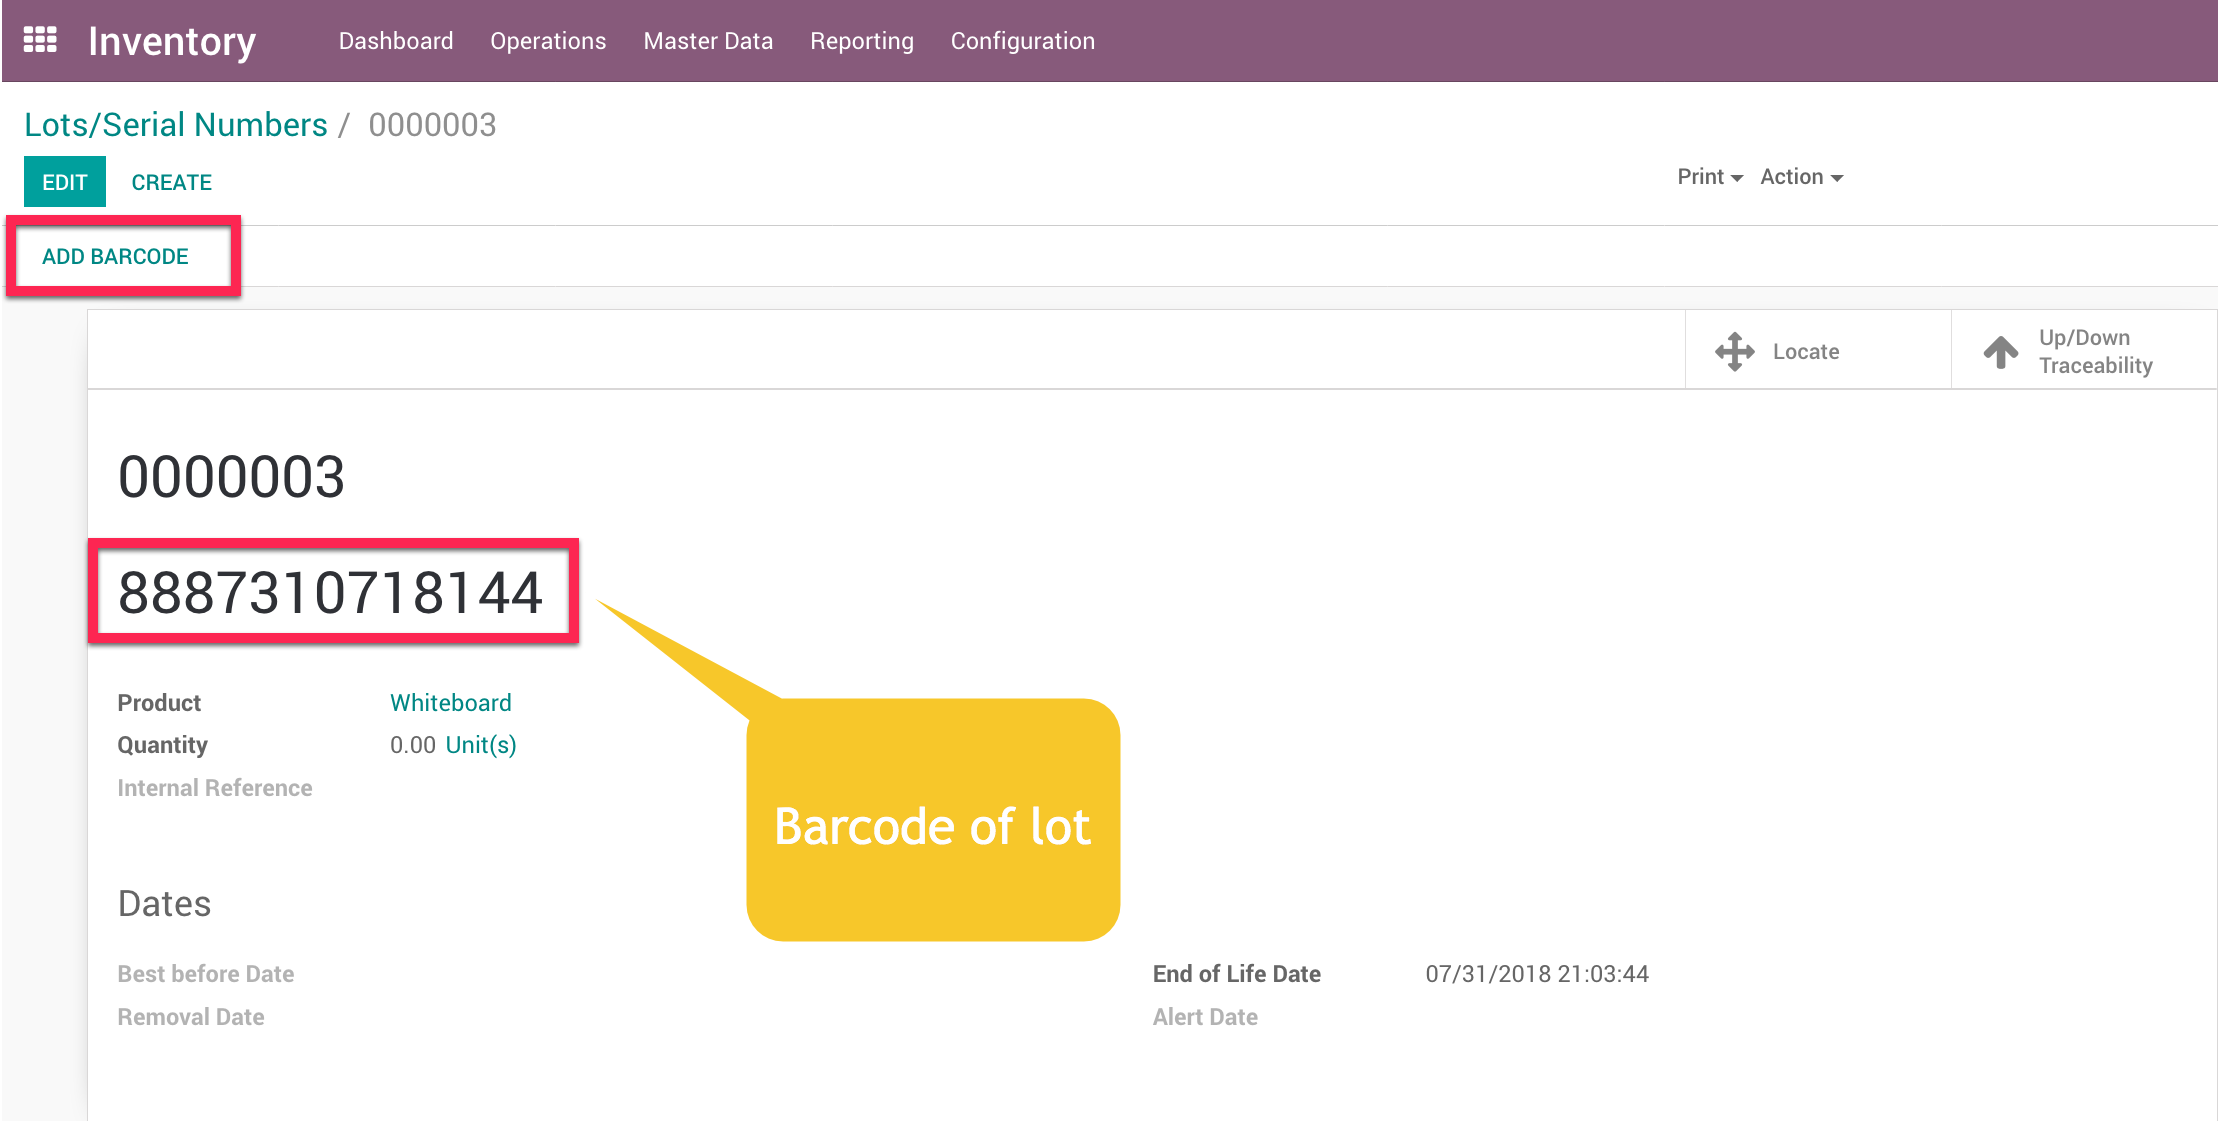 Inventory Dashboard Operations Master Data Reporting Configuration
Lots/Serial Numbers / 0000003
EDIT CREATE Print Action
ADD BARCODE
Locate
Up/Down
Traceability
0000003
8887310718144
Product Whiteboard
Quantity 0.00 Unit(s)
Internal Reference
Barcode of lot
Dates
Best before Date End of Life Date 07/31/2018 21:03:44
Removal Date Alert Date